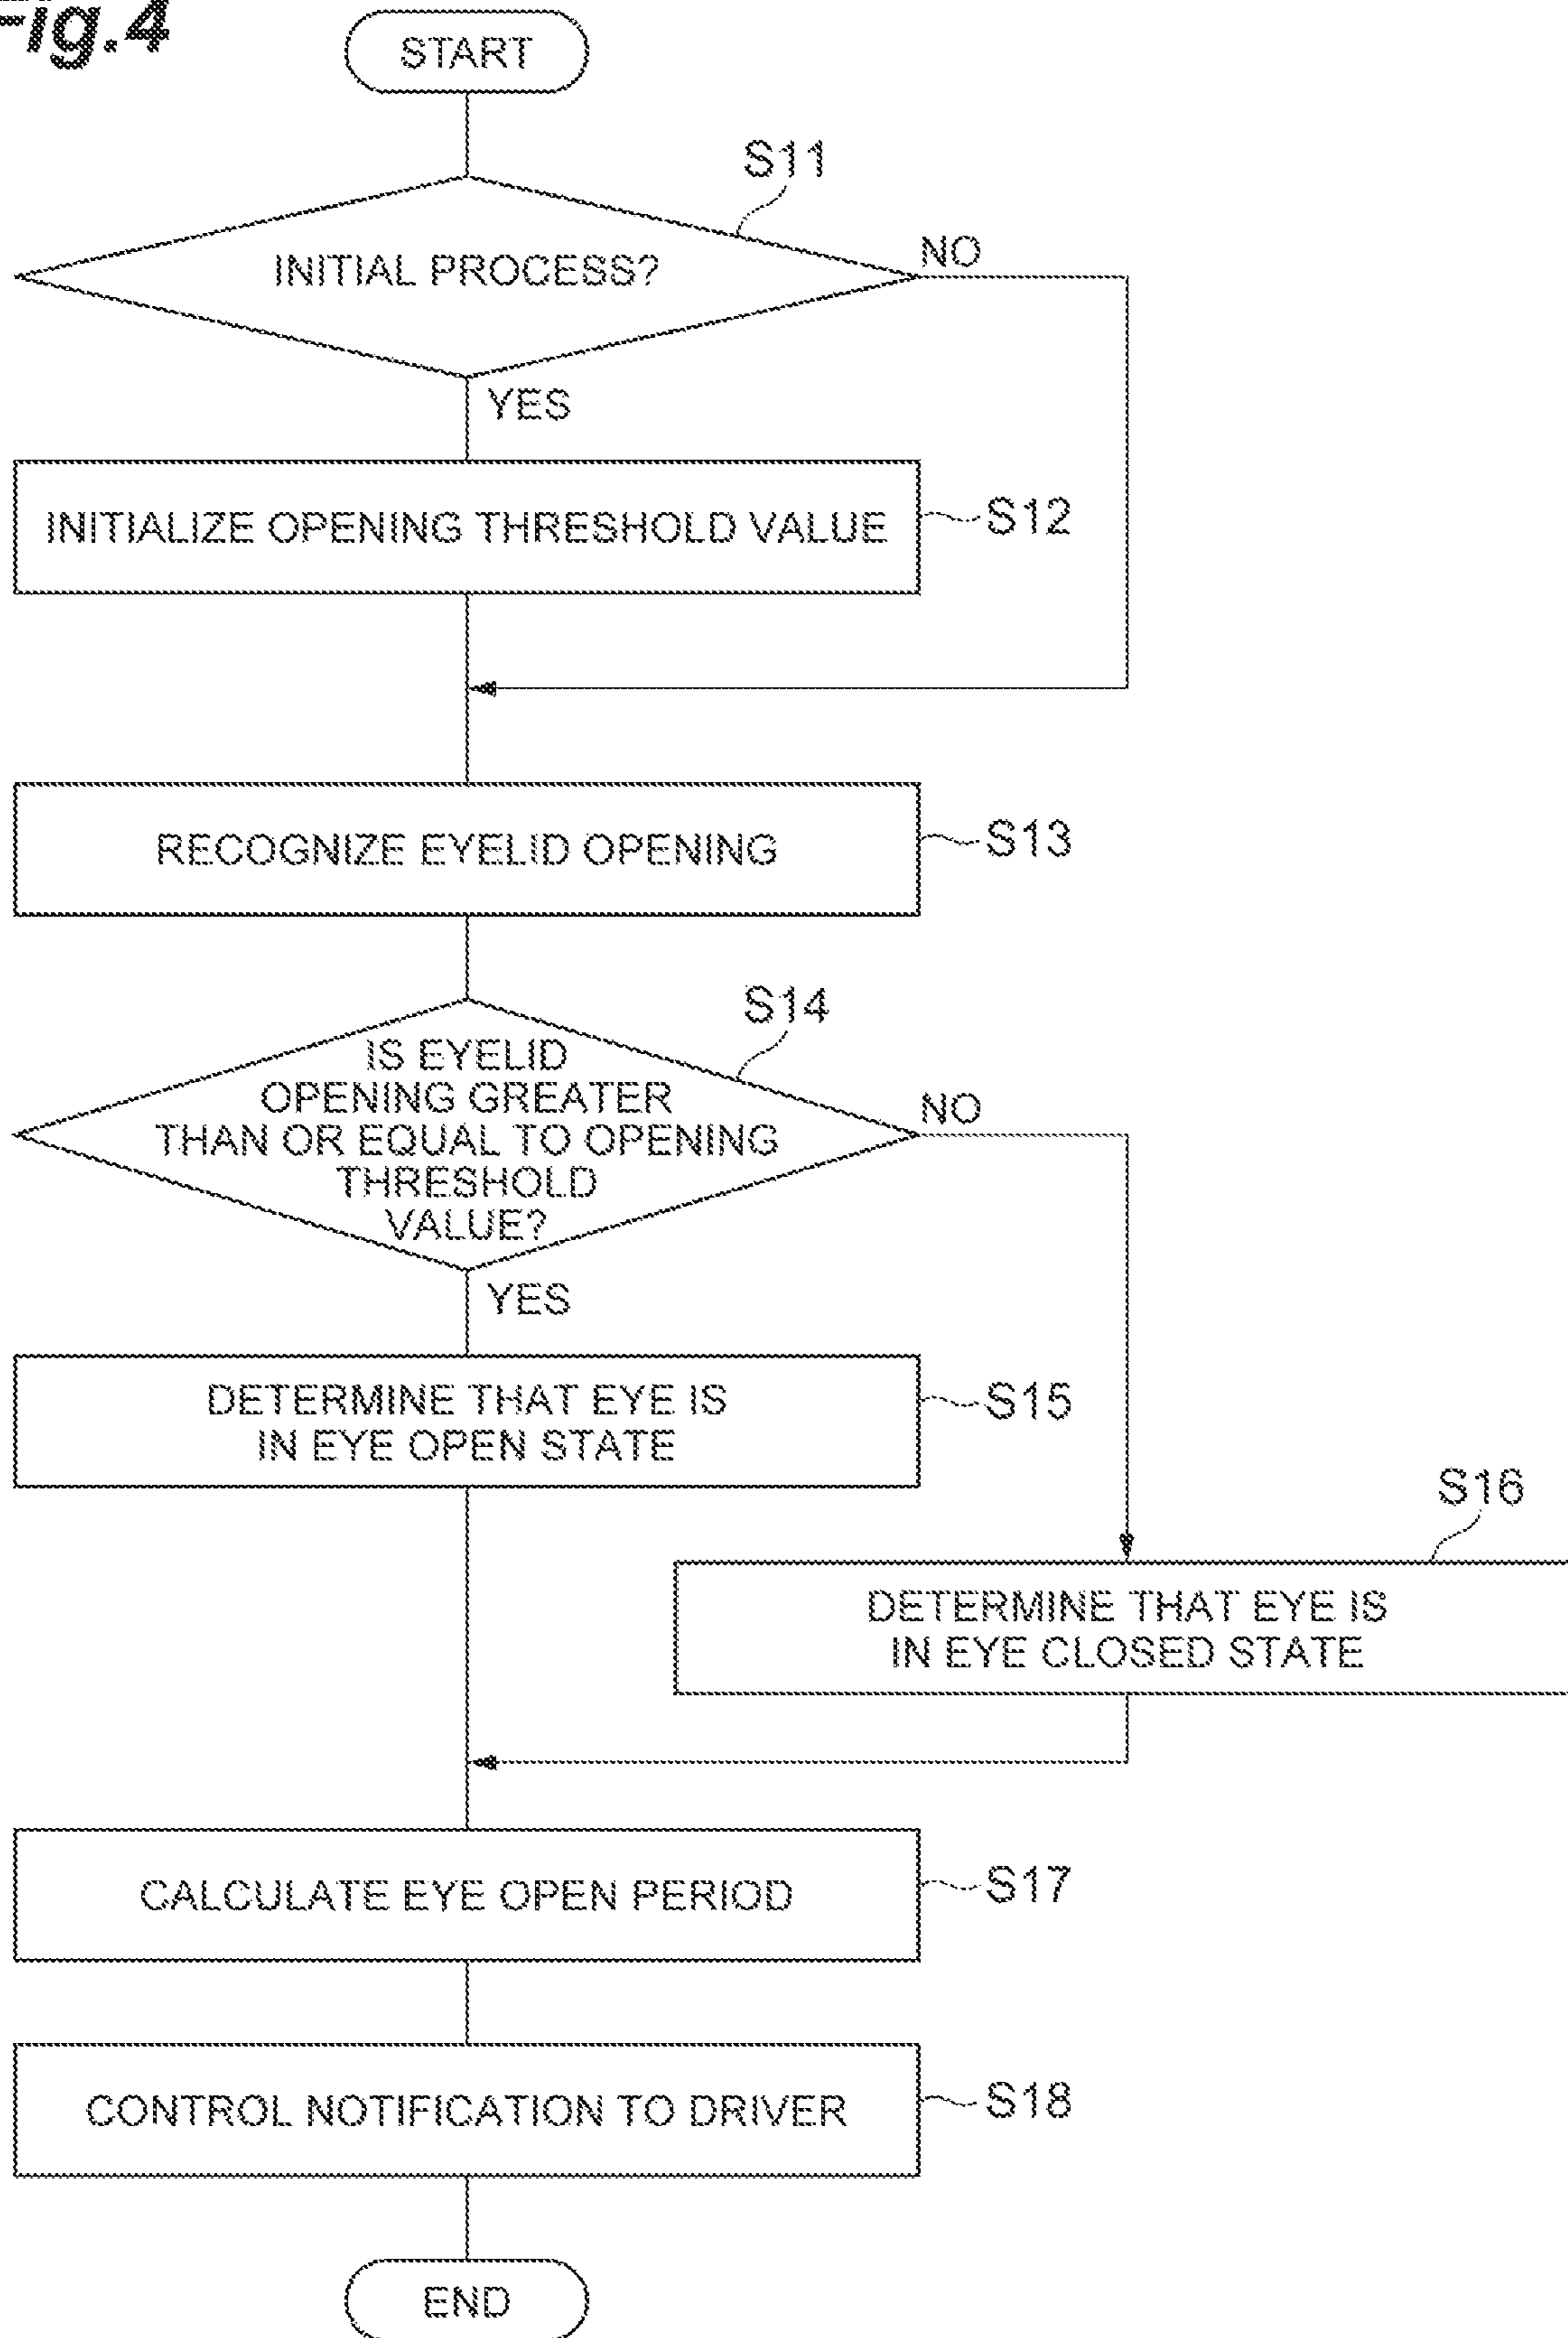 Fig.4
START
S11
INITIAL PROCESS?
NO
YES
INITIALIZE OPENING THRESHOLD VALUE
S12
RECOGNIZE EYELID OPENING
S13
S14
IS EYELID
OPENING GREATER
THAN OR EQUAL TO OPENING
THRESHOLD
VALUE?
NO
YES
DETERMINE THAT EYE IS
IN EYE OPEN STATE
S15
S16
DETERMINE THAT EYE IS
IN EYE CLOSED STATE
CALCULATE EYE OPEN PERIOD
S17
CONTROL NOTIFICATION TO DRIVER
S18
END